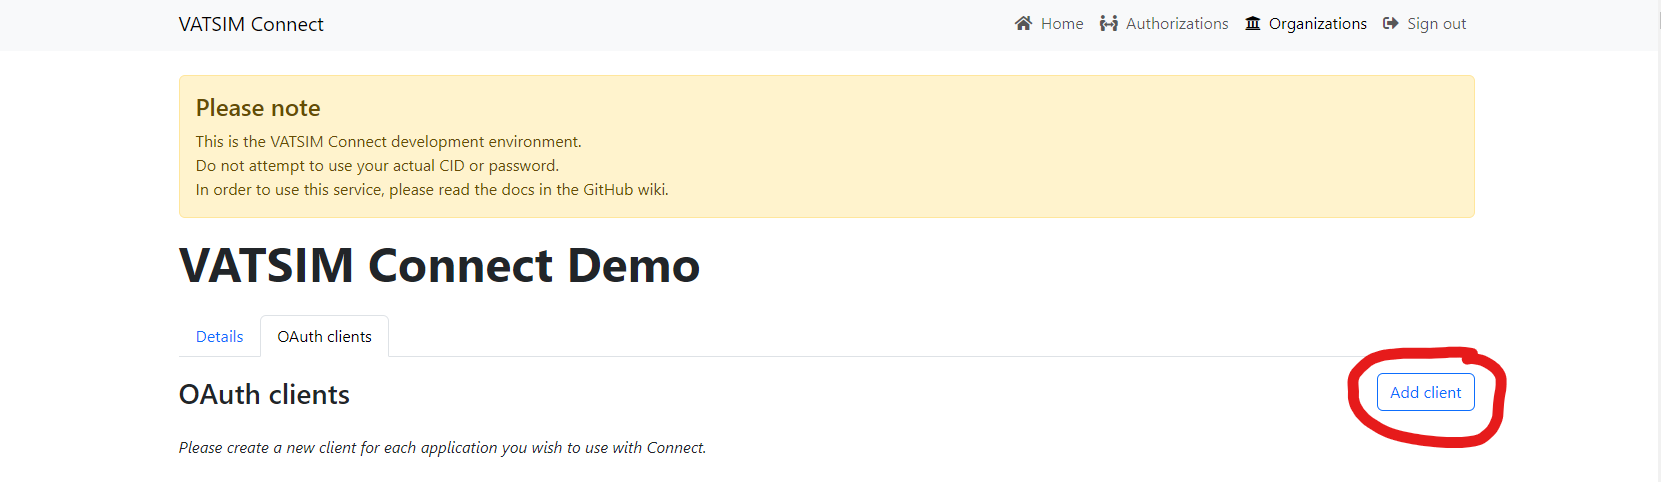 VATSIM Connect
Home Authorizations Organizations Sign out
Please note
This is the VATSIM Connect development environment.
Do not attempt to use your actual CID or password.
In order to use this service, please read the docs in the GitHub wiki.
VATSIM Connect Demo
Details OAuth clients
OAuth clients
Add client
Please create a new client for each application you wish to use with Connect.